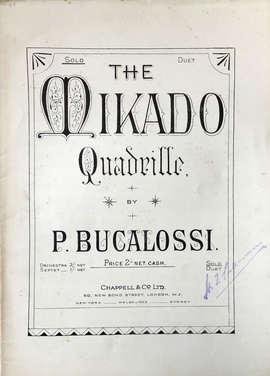 SOLO DUET
THE
MIKADO
Quadrille,
BY
P. BUCALOSSI.
ORCHESTRA 2/- NET
SEPTET 1/- NET
PRICE 2/- NET. CASH.
SOLO
DUET
CHAPPELL & CO. LTD.
50, NEW BOND STREET, LONDON, W.1.
NEW YORK MELBOURNE SYDNEY